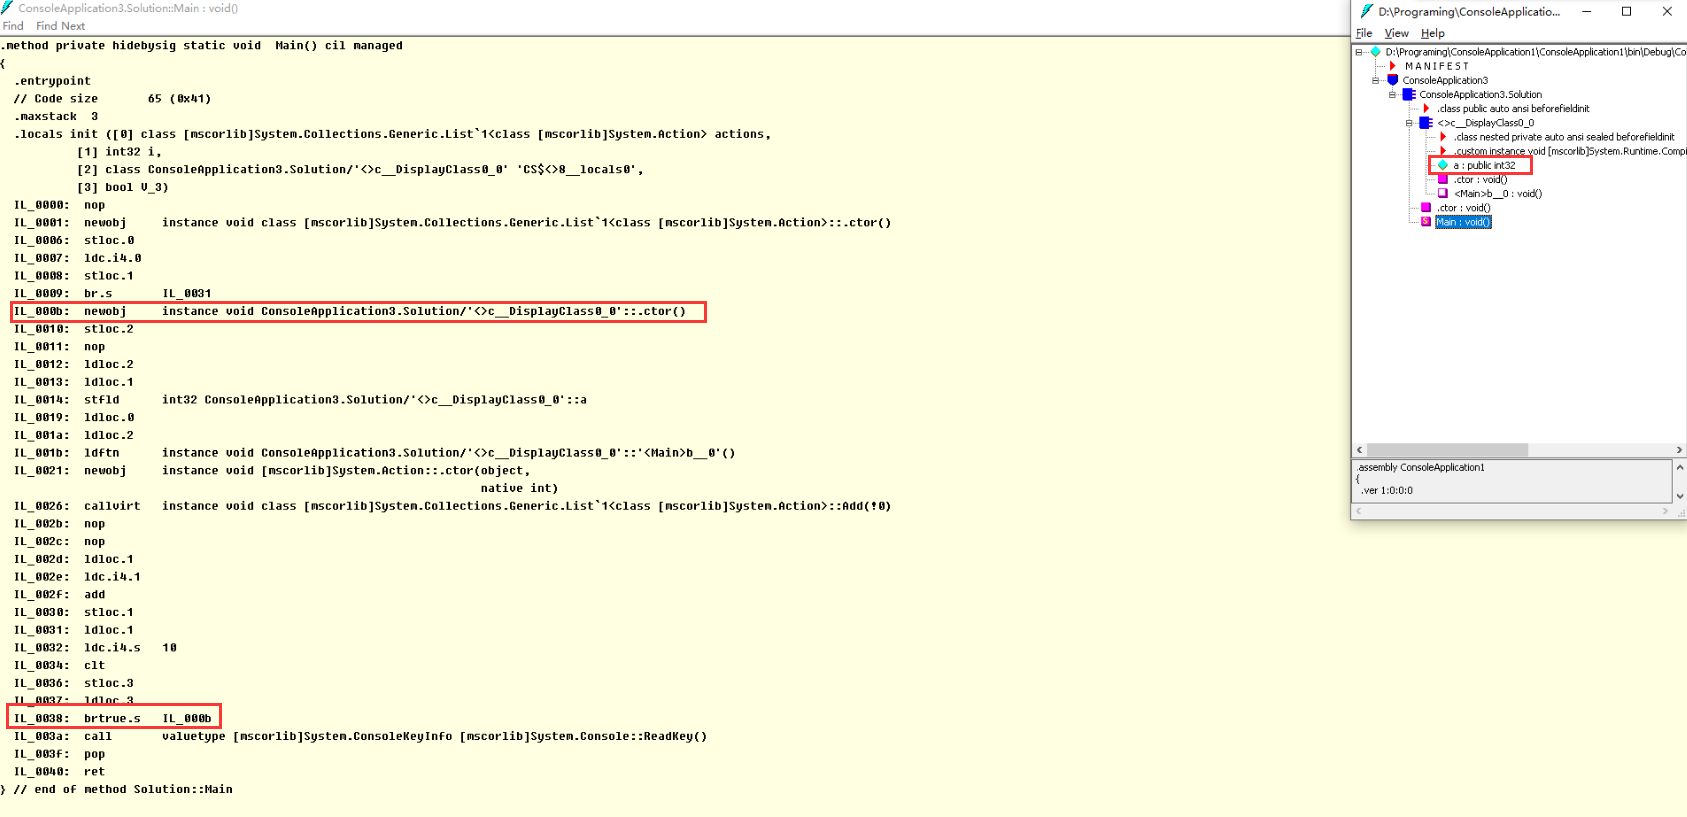 ConsoleApplication3.Solution::Main : void()
Find Find Next
.method private hidebysig static void  Main() cil managed
{
  .entrypoint
  // Code size       65 (0x41)
  .maxstack  3
  .locals init ([0] class [mscorlib]System.Collections.Generic.List`1<class [mscorlib]System.Action> actions,
           [1] int32 i,
           [2] class ConsoleApplication3.Solution/'<>c__DisplayClass0_0' 'CS$<>8__locals0',
           [3] bool V_3)
  IL_0000:  nop
  IL_0001:  newobj     instance void class [mscorlib]System.Collections.Generic.List`1<class [mscorlib]System.Action>::.ctor()
  IL_0006:  stloc.0
  IL_0007:  ldc.i4.0
  IL_0008:  stloc.1
  IL_0009:  br.s       IL_0031
  IL_000b:  newobj     instance void ConsoleApplication3.Solution/'<>c__DisplayClass0_0'::.ctor()
  IL_0010:  stloc.2
  IL_0011:  nop
  IL_0012:  ldloc.2
  IL_0013:  ldloc.1
  IL_0014:  stfld      int32 ConsoleApplication3.Solution/'<>c__DisplayClass0_0'::a
  IL_0019:  ldloc.0
  IL_001a:  ldloc.2
  IL_001b:  ldftn      instance void ConsoleApplication3.Solution/'<>c__DisplayClass0_0'::'<Main>b__0'()
  IL_0021:  newobj     instance void [mscorlib]System.Action::.ctor(object,
                                                                    native int)
  IL_0026:  callvirt   instance void class [mscorlib]System.Collections.Generic.List`1<class [mscorlib]System.Action>::Add(!0)
  IL_002b:  nop
  IL_002c:  nop
  IL_002d:  ldloc.1
  IL_002e:  ldc.i4.1
  IL_002f:  add
  IL_0030:  stloc.1
  IL_0031:  ldloc.1
  IL_0032:  ldc.i4.s   10
  IL_0034:  clt
  IL_0036:  stloc.3
  IL_0037:  ldloc.3
  IL_0038:  brtrue.s   IL_000b
  IL_003a:  call       valuetype [mscorlib]System.ConsoleKeyInfo [mscorlib]System.Console::ReadKey()
  IL_003f:  pop
  IL_0040:  ret
} // end of method Solution::Main
D:\Programing\ConsoleApplicatio...
File View Help
D:\Programing\ConsoleApplication1\ConsoleApplication1\bin\Debug\Co
M A N I F E S T
ConsoleApplication3
ConsoleApplication3.Solution
.class public auto ansi beforefieldinit
<>c__DisplayClass0_0
.class nested private auto ansi sealed beforefieldinit
.custom instance void [mscorlib]System.Runtime.Compi
a : public int32
.ctor : void()
<Main>b__0 : void()
.ctor : void()
Main : void()
.assembly ConsoleApplication1
{
.ver 1:0:0:0